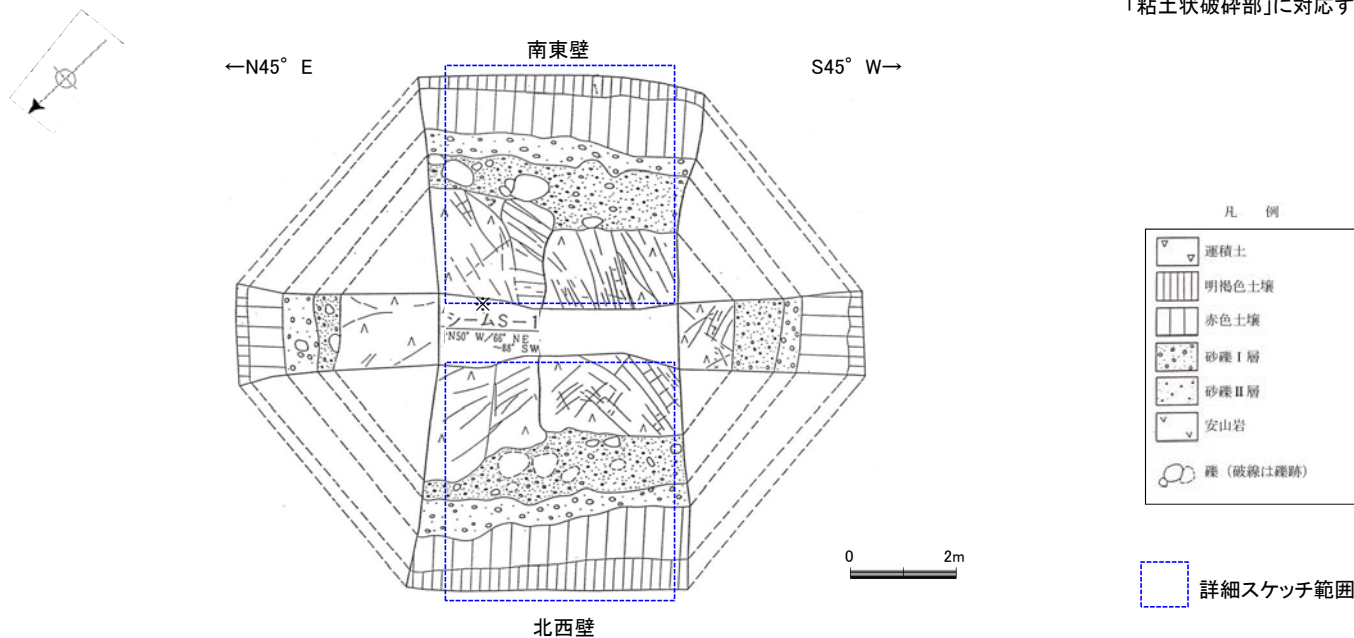 「粘土状破砕部」に対応す
南東壁
←N45° E
S45° W→
※
シームS-1
N50° W/66° NE
~88° SW
北西壁
0 2m
凡 例
運積土
明褐色土壌
赤色土壌
砂礫Ⅰ層
砂礫Ⅱ層
安山岩
礫（破線は礫跡）
詳細スケッチ範囲